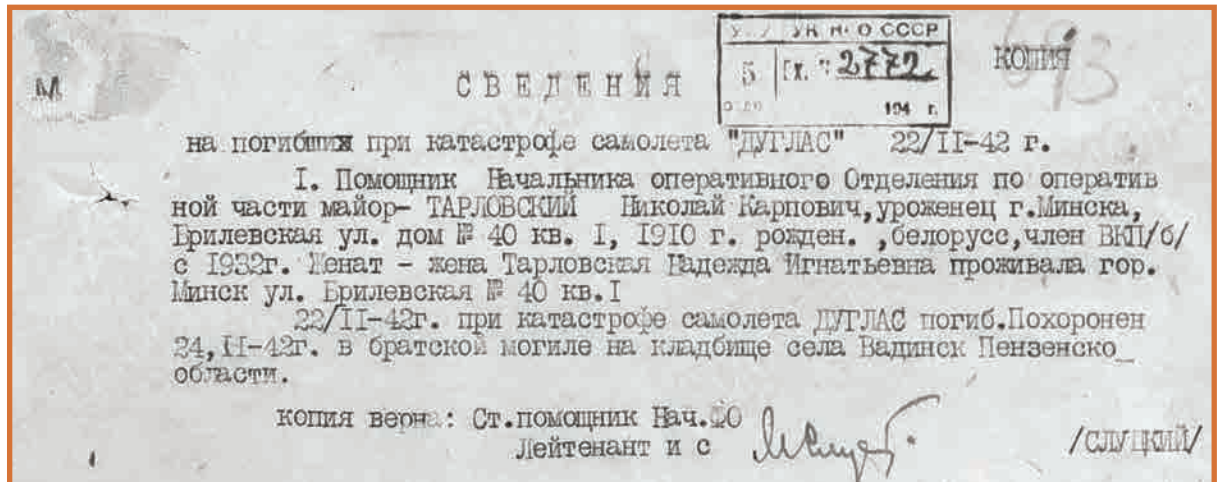 КОПИЯ
693
У.Л УК Н.О СССР
5 ГХ. " 2772.
ОТДЕЛ 194 г.
М
СВЕДЕНИЯ
на погибших при катастрофе самолета "ДУГЛАС" 22/II-42 г.
I. Помощник Начальника оперативного Отделения по оператив
ной части майор- ТАРЛОВСКИЙ Николай Карпович,уроженец г.Минска,
Брилевская ул. дом № 40 кв. I, 1910 г. рожден. ,белорусс,член ВКП/б/
с 1932г. Женат - жена Тарловская Надежда Игнатьевна проживала гор.
Минск ул. Брилевская № 40 кв.I
22/II-42г. при катастрофе самолета ДУГЛАС погиб.Похоронен
24,II-42г. в братской могиле на кладбище села Вадинск Пензенско_
области.
копия верна: Ст.помощник Нач.ФО
Лейтенант и с /СЛУЦКИЙ/